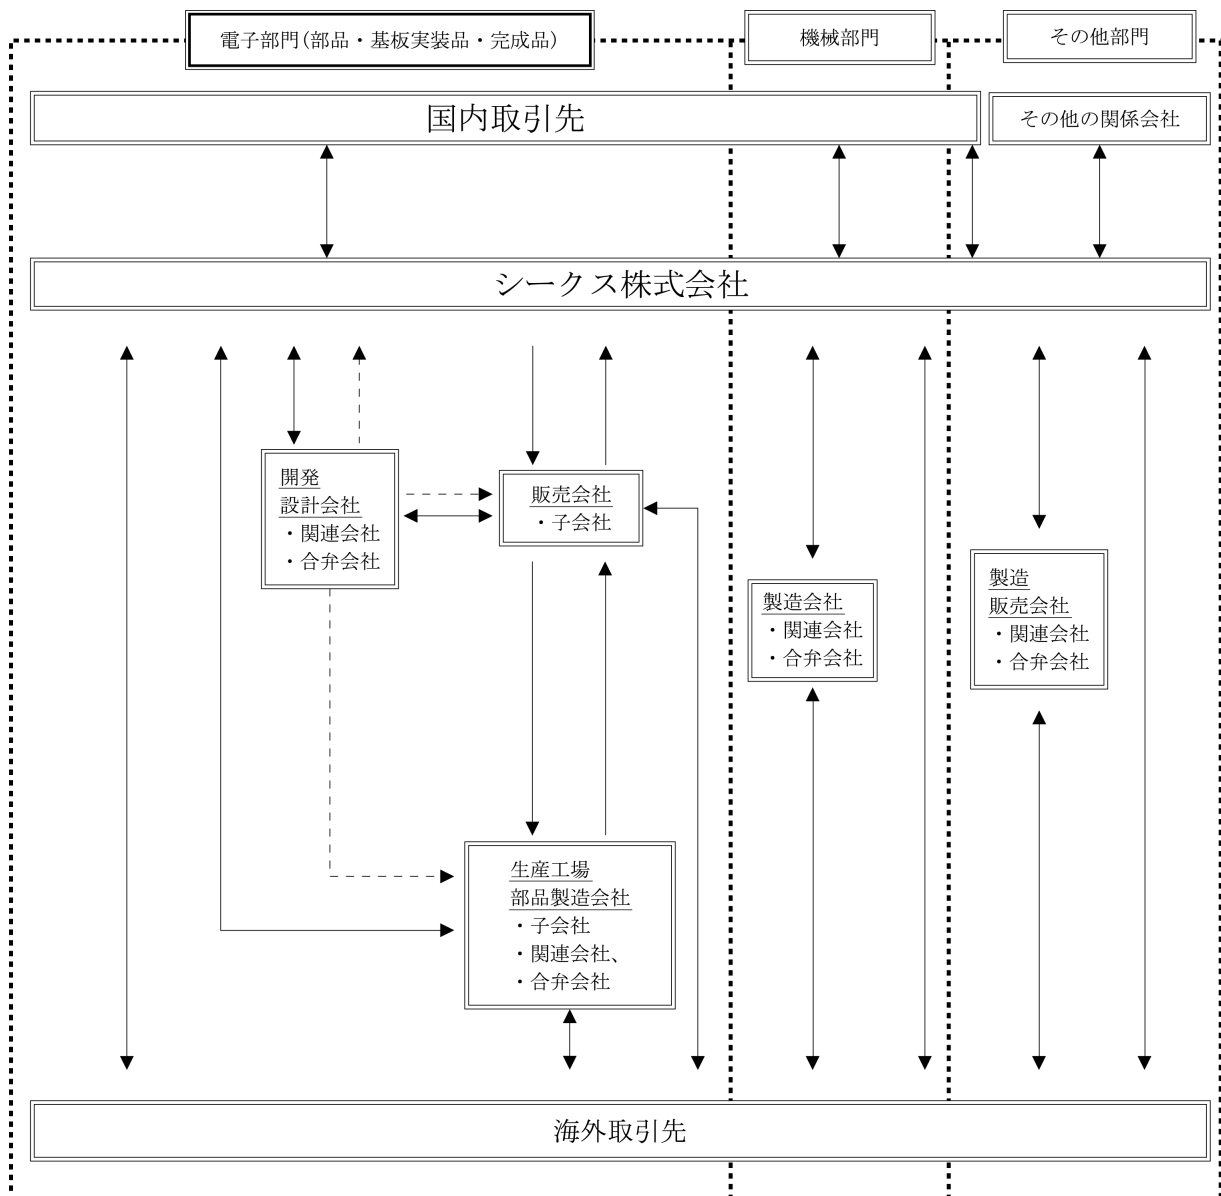 電子部門(部品・基板実装品・完成品)
機械部門
その他部門
国内取引先
その他の関係会社
シークス株式会社
開発
設計会社
・関連会社
・合弁会社
販売会社
・子会社
製造会社
・関連会社
・合弁会社
製造
販売会社
・関連会社
・合弁会社
生産工場
部品製造会社
・子会社
・関連会社、
・合弁会社
海外取引先